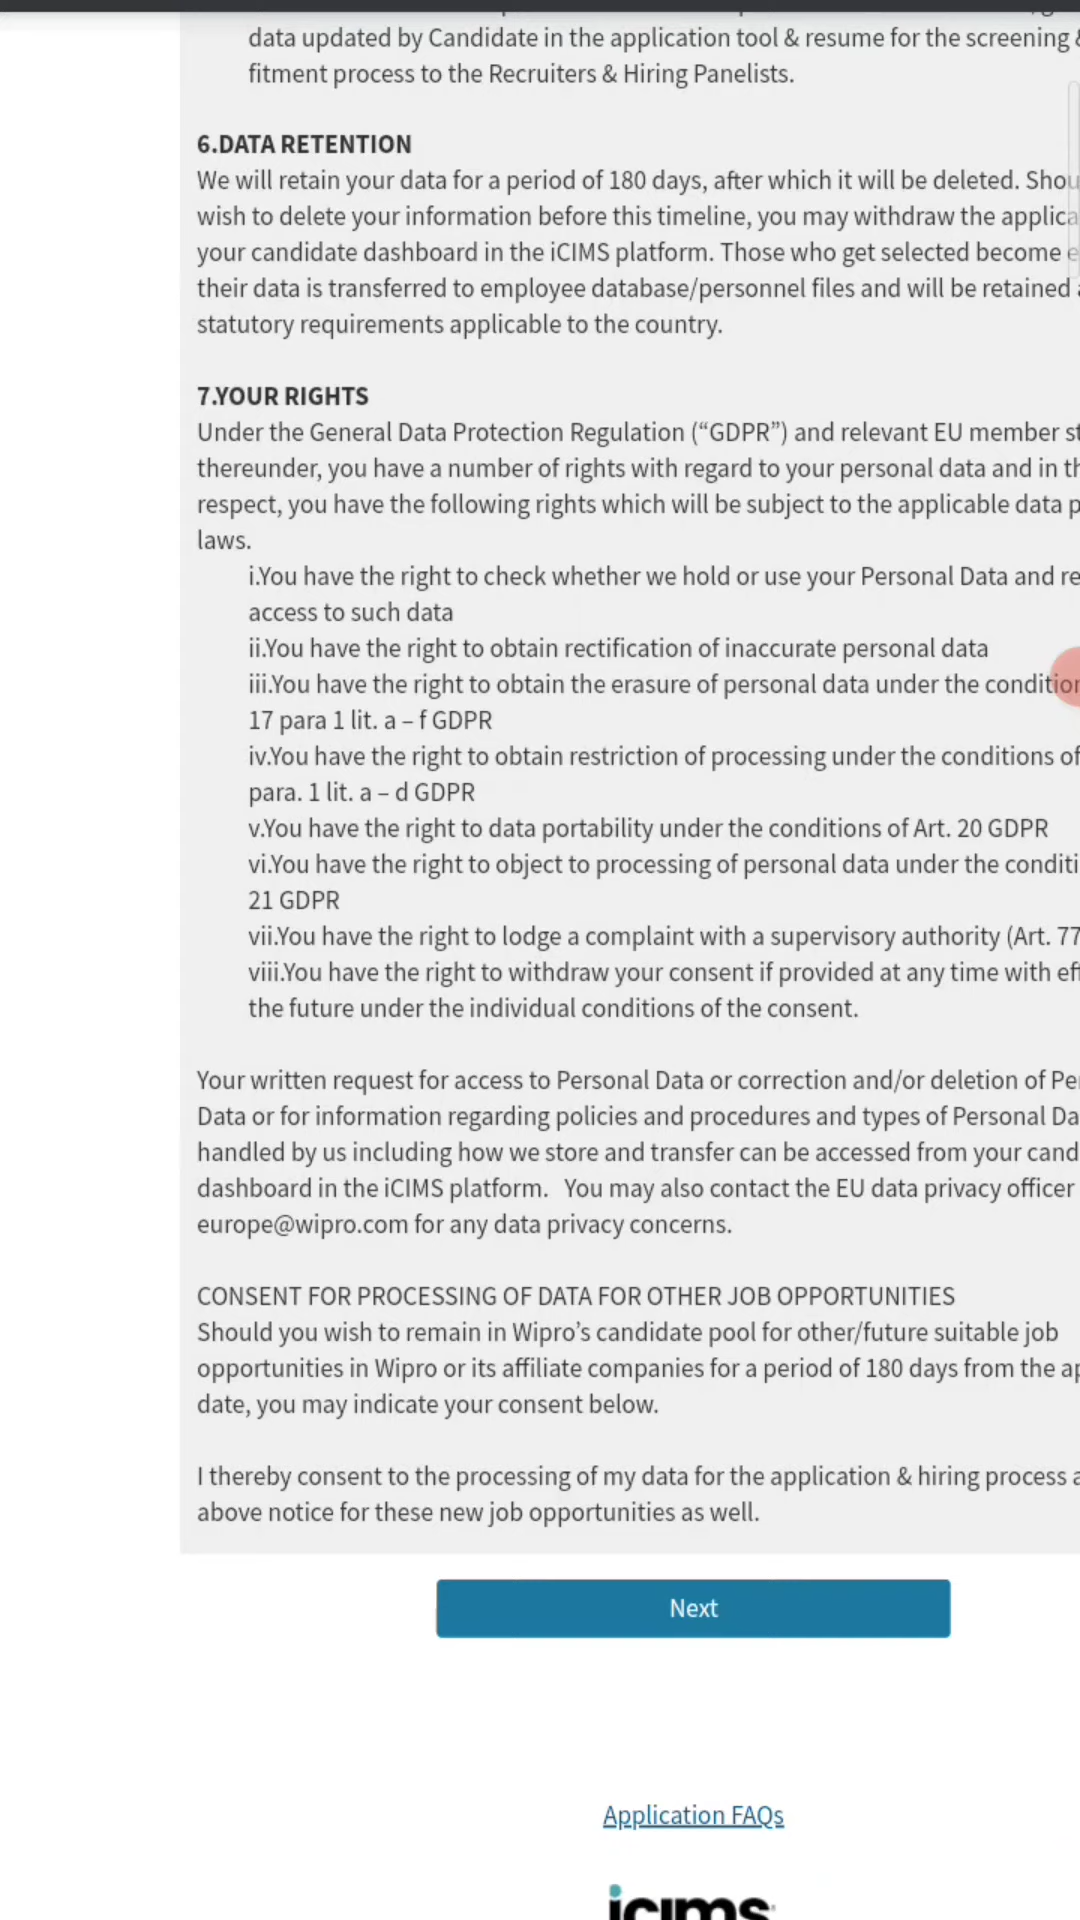 data updated by Candidate in the application tool & resume for the screening
fitment process to the Recruiters & Hiring Panelists.
6.DATA RETENTION
We will retain your data for a period of 180 days, after which it will be deleted.
wish to delete your information before this timeline, you may withdraw the
your candidate dashboard in the iCIMS platform. Those who get selected become
their data is transferred to employee database/personnel files and will be retained
statutory requirements applicable to the country.
7.YOUR RIGHTS
Under the General Data Protection Regulation (“GDPR”) and relevant EU member
thereunder, you have a number of rights with regard to your personal data and in
respect, you have the following rights which will be subject to the applicable data
laws.
i.You have the right to check whether we hold or use your Personal Data and
access to such data
ii.You have the right to obtain rectification of inaccurate personal data
iii.You have the right to obtain the erasure of personal data under the
17 para 1 lit. a – f GDPR
iv.You have the right to obtain restriction of processing under the conditions of
para. 1 lit. a – d GDPR
v.You have the right to data portability under the conditions of Art. 20 GDPR
vi.You have the right to object to processing of personal data under the
21 GDPR
vii.You have the right to lodge a complaint with a supervisory authority (Art. 77
viii.You have the right to withdraw your consent if provided at any time with
the future under the individual conditions of the consent.
Your written request for access to Personal Data or correction and/or deletion of
Data or for information regarding policies and procedures and types of Personal
handled by us including how we store and transfer can be accessed from your
dashboard in the iCIMS platform. You may also contact the EU data privacy officer
europe@wipro.com for any data privacy concerns.
CONSENT FOR PROCESSING OF DATA FOR OTHER JOB OPPORTUNITIES
Should you wish to remain in Wipro’s candidate pool for other/future suitable job
opportunities in Wipro or its affiliate companies for a period of 180 days from the
date, you may indicate your consent below.
I thereby consent to the processing of my data for the application & hiring process
above notice for these new job opportunities as well.
Next
Application FAQs
icims